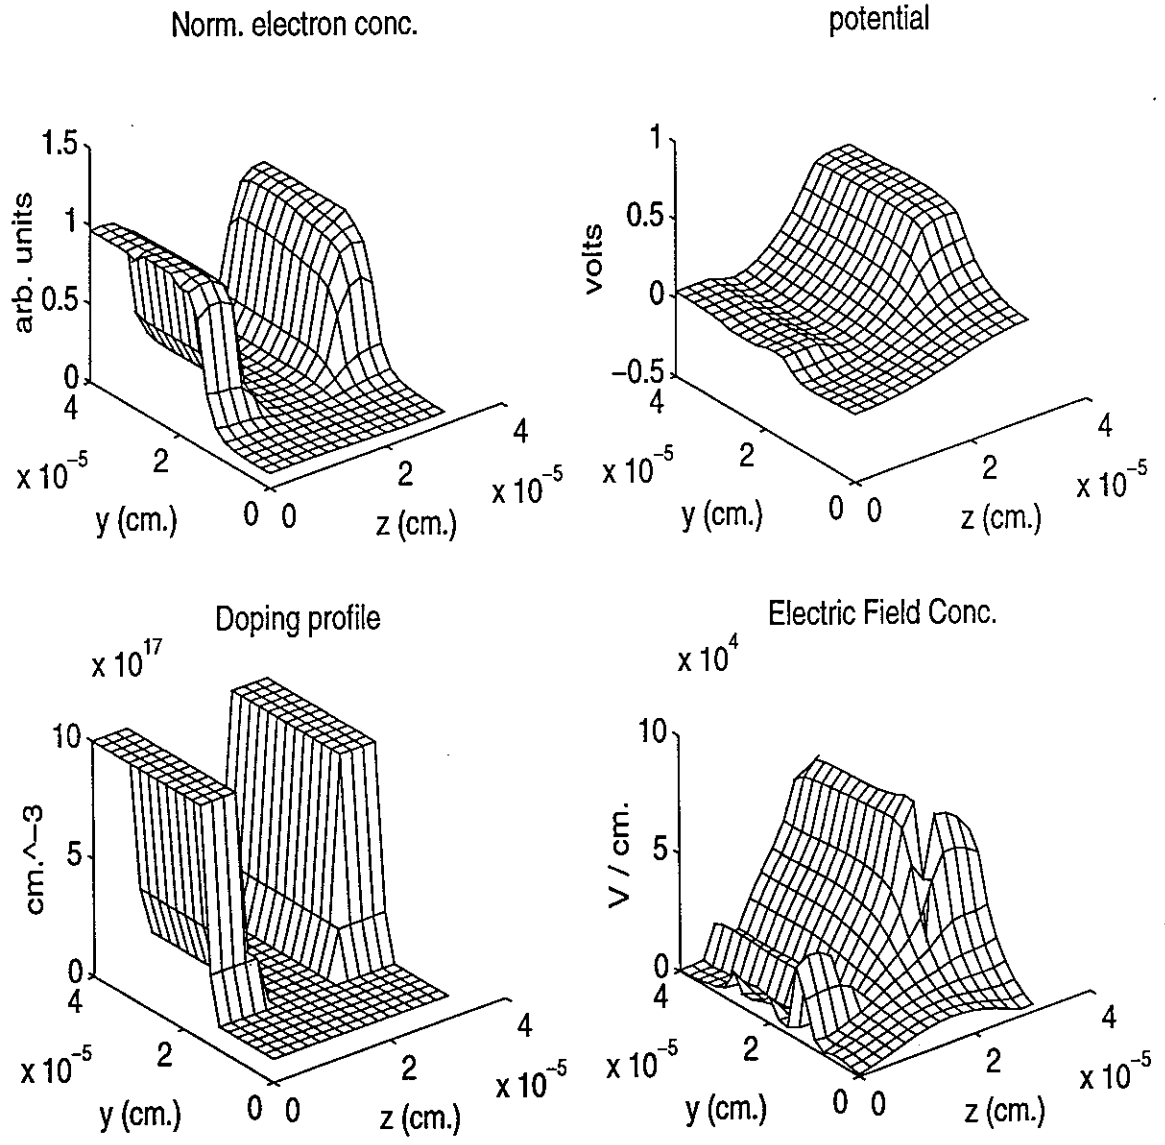 Norm. electron conc.
1.5
1
0.5
0
arb. units
4
2
0
x 10^−5
y (cm.)
0
2
4
x 10^−5
z (cm.)
potential
1
0.5
0
−0.5
volts
4
2
0
x 10^−5
y (cm.)
0
2
4
x 10^−5
z (cm.)
Doping profile
x 10^17
10
5
0
cm.^−3
4
2
0
x 10^−5
y (cm.)
0
2
4
x 10^−5
z (cm.)
Electric Field Conc.
x 10^4
10
5
0
V / cm.
4
2
0
x 10^−5
y (cm.)
0
2
4
x 10^−5
z (cm.)